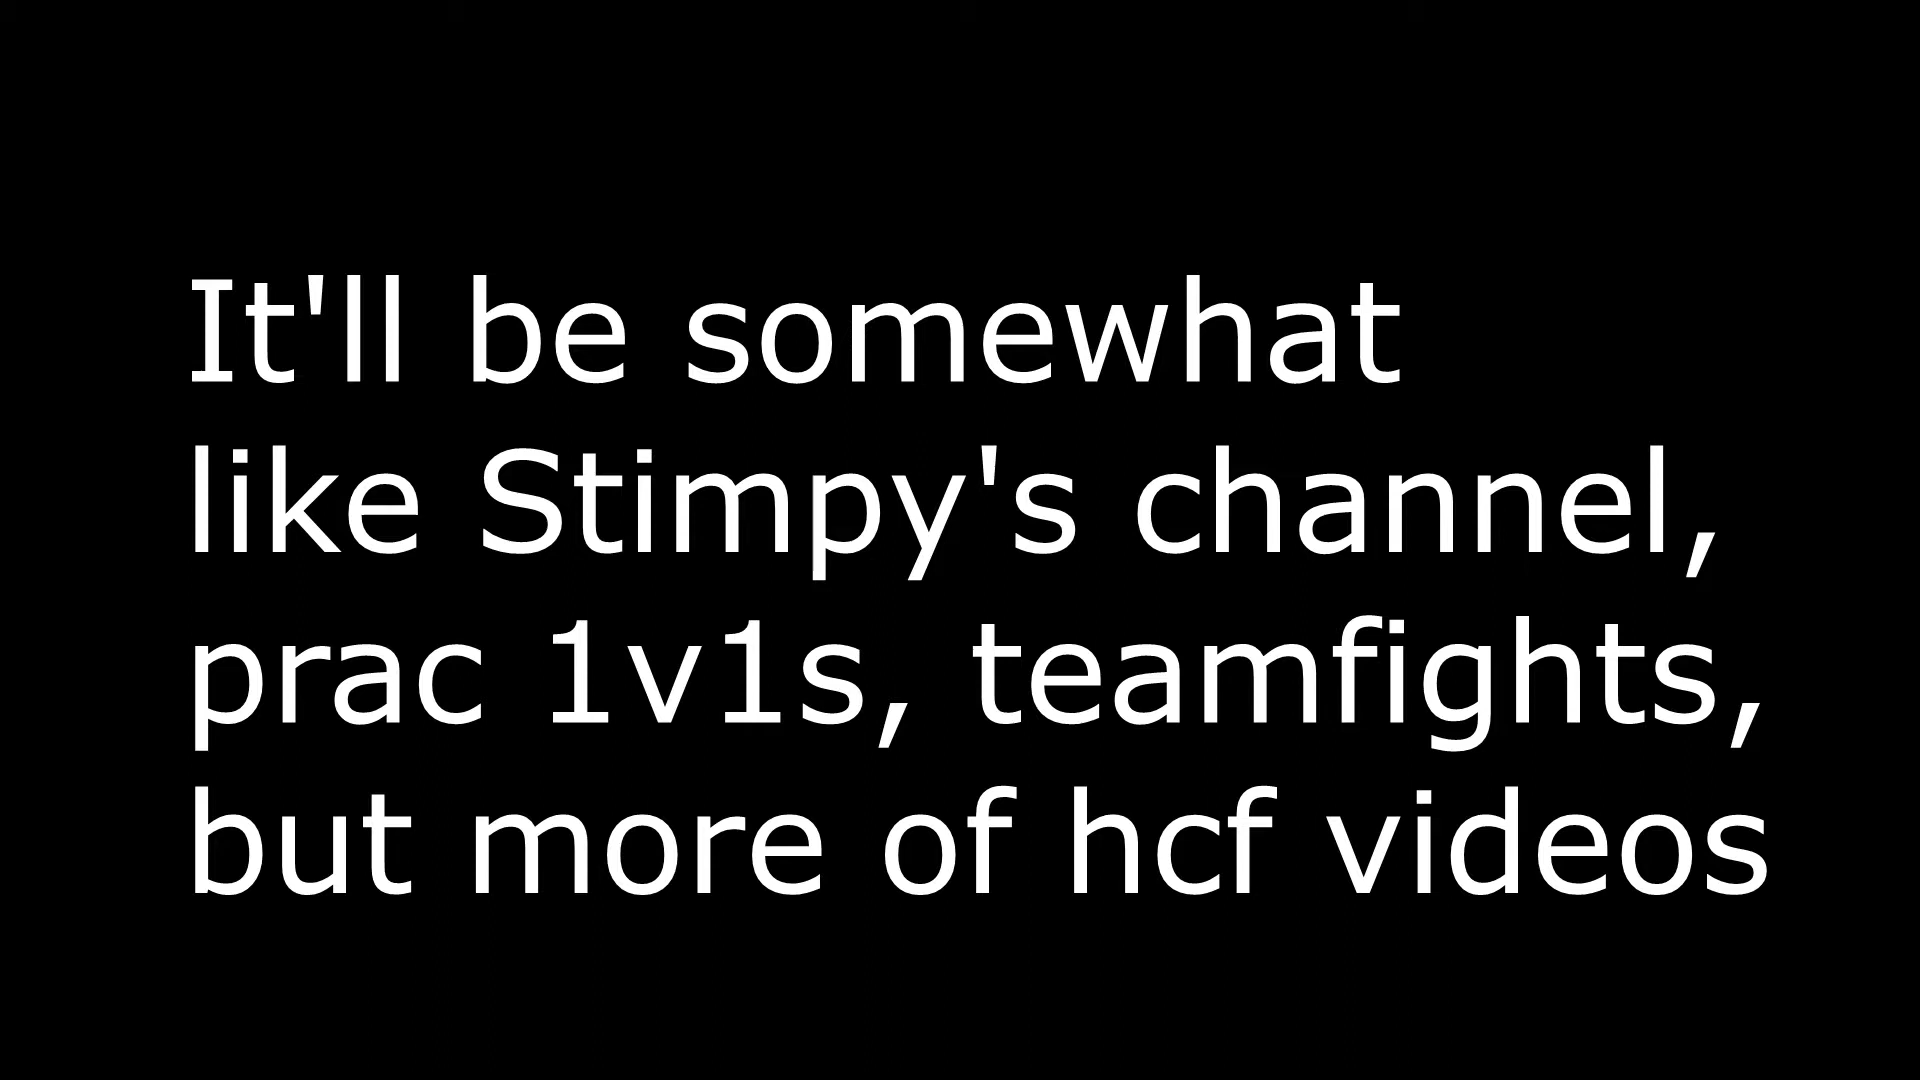 It'll be somewhat
like Stimpy's channel,
prac 1v1s, teamfights,
but more of hcf videos